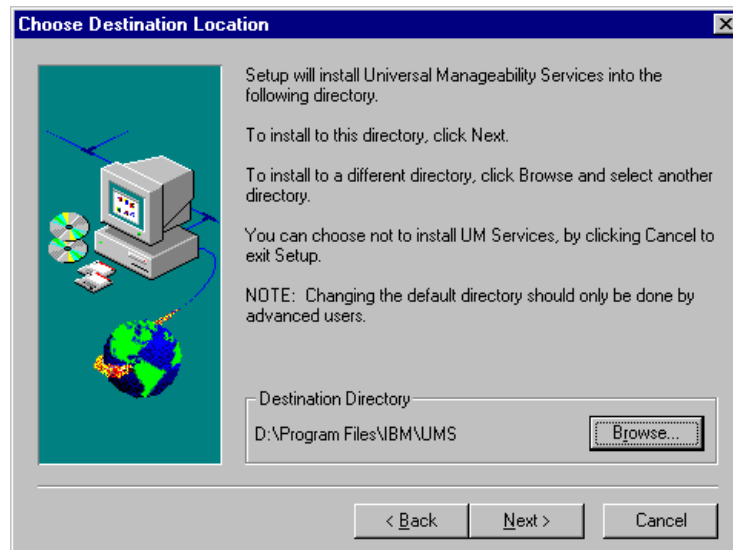 Choose Destination Location
Setup will install Universal Manageability Services into the
following directory.
To install to this directory, click Next.
To install to a different directory, click Browse and select another
directory.
You can choose not to install UM Services, by clicking Cancel to
exit Setup.
NOTE: Changing the default directory should only be done by
advanced users.
Destination Directory
D:\Program Files\IBM\UMS
Browse...
< Back
Next >
Cancel